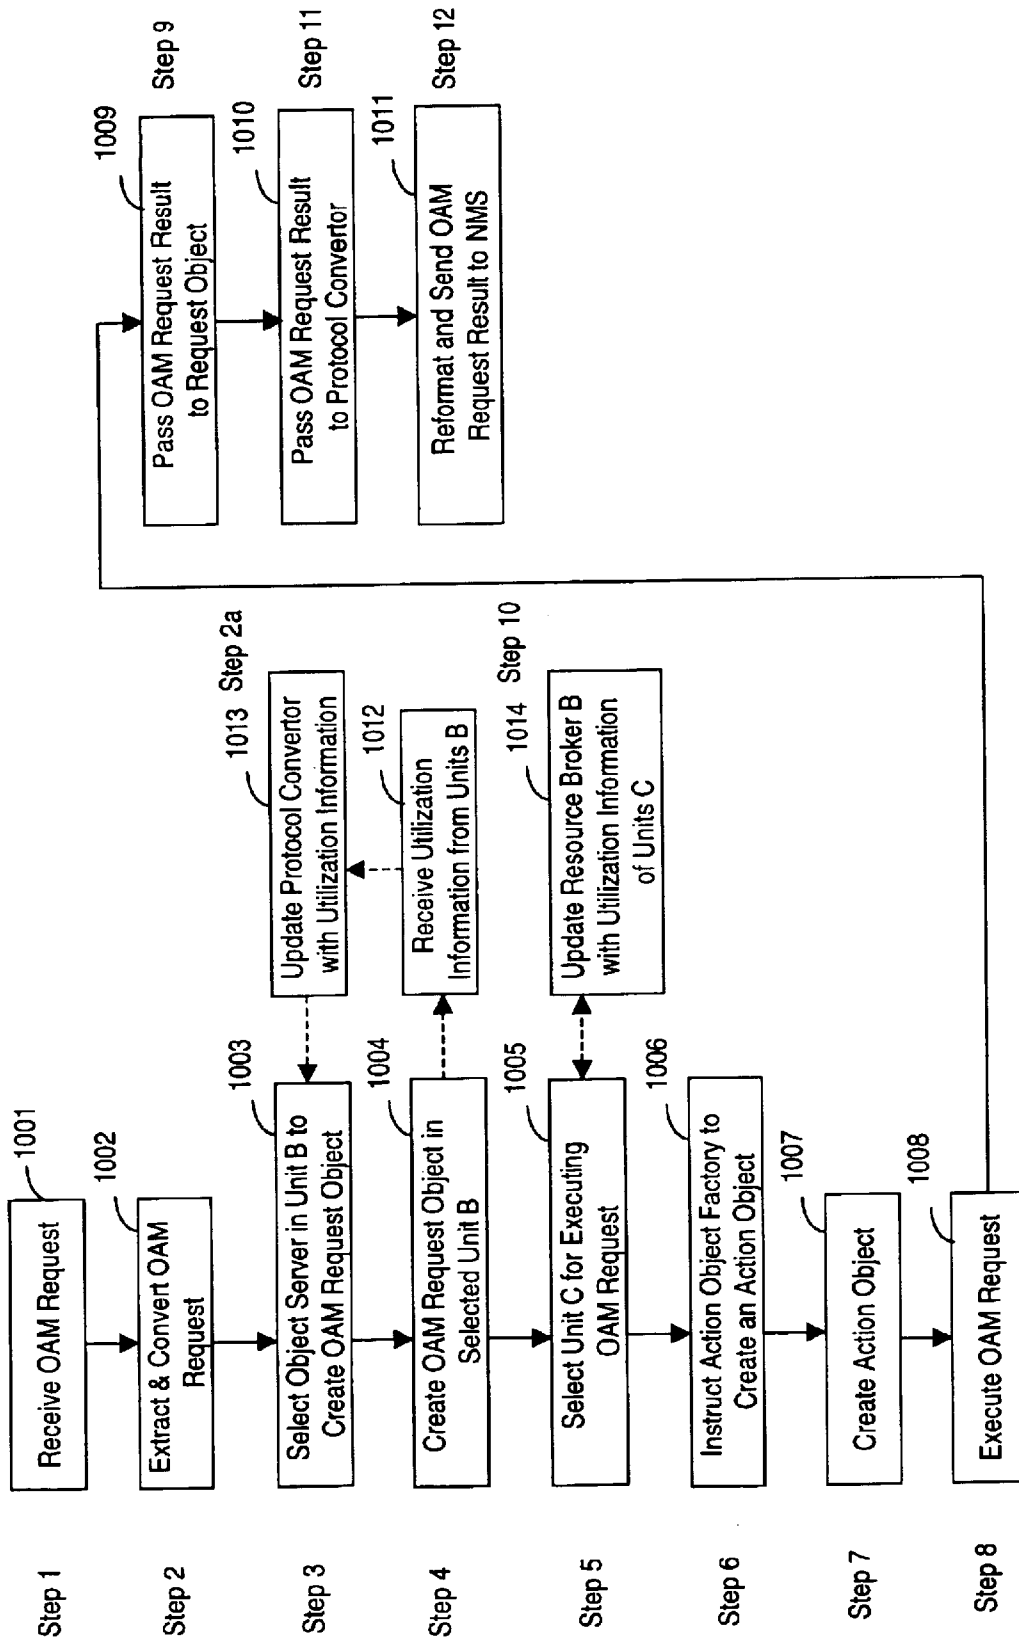 Step 1
Receive OAM Request
1001
Step 2
Extract & Convert OAM
Request
1002
Step 3
Select Object Server in Unit B to
Create OAM Request Object
1003
Update Protocol Convertor
with Utilization Information
1013
Step 2a
Step 4
Create OAM Request Object in
Selected Unit B
1004
Receive Utilization
Information from Units B
1012
Step 5
Select Unit C for Executing
OAM Request
1005
Update Resource Broker B
with Utilization Information
of Units C
1014
Step 10
Step 6
Instruct Action Object Factory to
Create an Action Object
1006
Step 7
Create Action Object
1007
Step 8
Execute OAM Request
1008
Pass OAM Request Result
to Request Object
1009
Step 9
Pass OAM Request Result
to Protocol Convertor
1010
Step 11
Reformat and Send OAM
Request Result to NMS
1011
Step 12